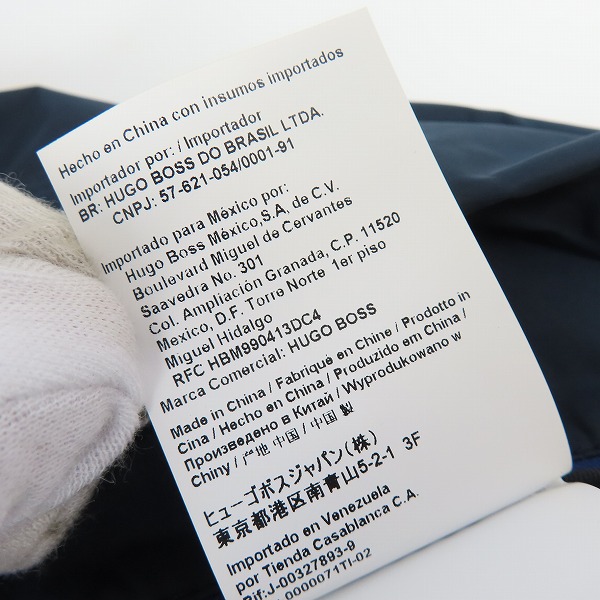 Hecho en China con insumos importados
Importador por: / Importador
BR: HUGO BOSS DO BRASIL LTDA.
CNPJ: 57-621-054/0001-91
Importado para México por:
Hugo Boss México,S.A, de C.V.
Boulevard Miguel de Cervantes
Saavedra No. 301
Col. Ampliación Granada, C.P. 11520
Mexico, D.F. Torre Norte 1er piso
Miguel Hidalgo
RFC HBM990413DC4
Marca Comercial: HUGO BOSS
Made in China / Fabriqué en Chine / Prodotto in
Cina / Hecho en China / Produzido em China /
Произведено в Китай / Wyprodukowano w
Chiny / 产地 中国 / 中国 製
ヒューゴボスジャパン(株)
東京都港区南青山5-2-1 3F
Importado en Venezuela
por Tienda Casablanca C.A.
Rif:J-00327893-9
0000071TI-02